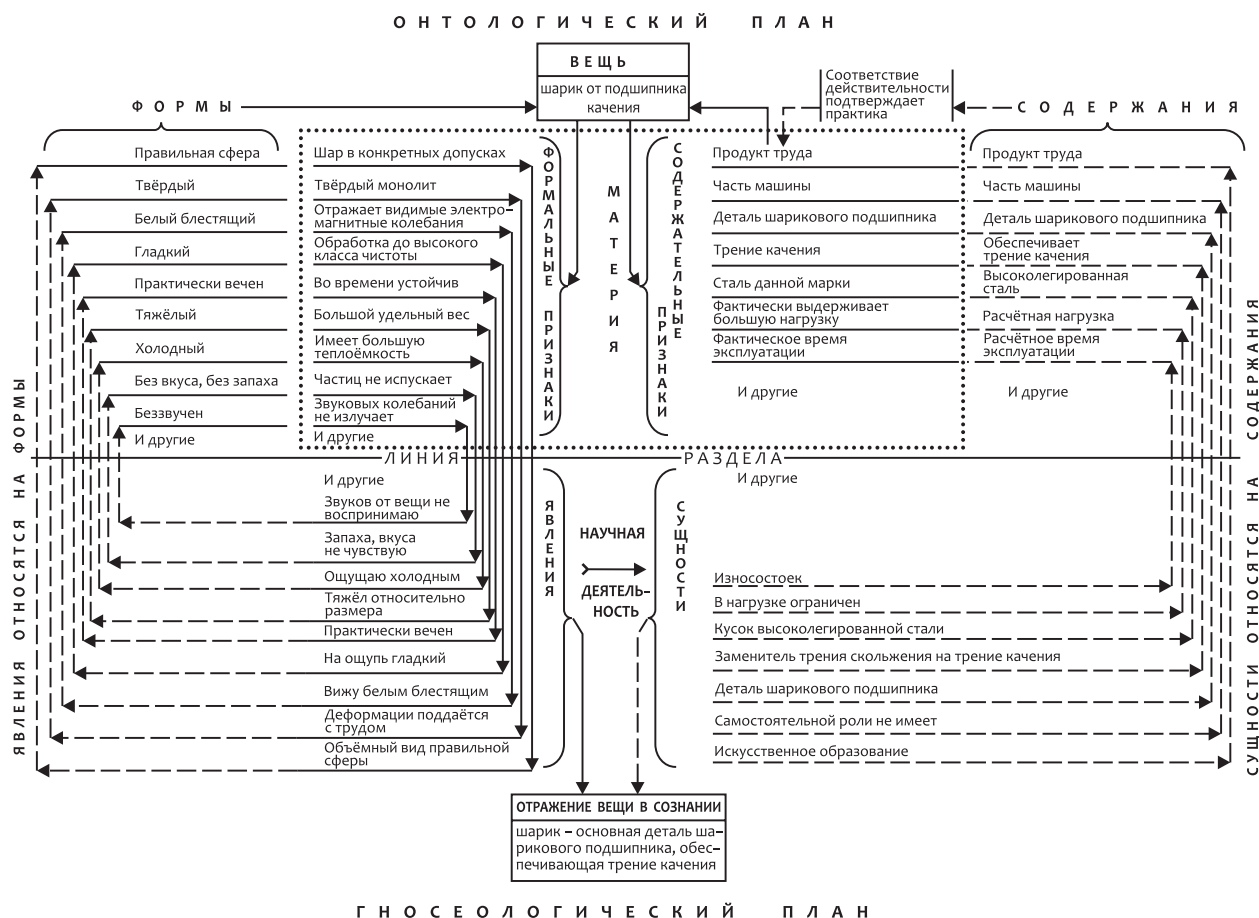 ОНТОЛОГИЧЕСКИЙ ПЛАН
ВЕЩЬ
шарик от подшипника
качения
Соответствие
действительности
подтверждает
практика
ФОРМЫ
СОДЕРЖАНИЯ
Правильная сфера
Твёрдый
Белый блестящий
Гладкий
Практически вечен
Тяжёлый
Холодный
Без вкуса, без запаха
Беззвучен
И другие
Шар в конкретных допусках
Твёрдый монолит
Отражает видимые электро–
магнитные колебания
Обработка до высокого
класса чистоты
Во времени устойчив
Большой удельный вес
Имеет большую
теплоёмкость
Частиц не испускает
Звуковых колебаний
не излучает
И другие
ФОРМАЛЬНЫЕ ПРИЗНАКИ
МАТЕРИЯ
СОДЕРЖАТЕЛЬНЫЕ
ПРИЗНАКИ
Продукт труда
Часть машины
Деталь шарикового подшипника
Трение качения
Сталь данной марки
Фактически выдерживает
большую нагрузку
Фактическое время
эксплуатации
И другие
Продукт труда
Часть машины
Деталь шарикового подшипника
Обеспечивает
трение качения
Высоколегированная
сталь
Расчётная нагрузка
Расчётное время
эксплуатации
И другие
ЯВЛЕНИЯ ОТНОСЯТСЯ НА ФОРМЫ
СУЩНОСТИ ОТНОСЯТСЯ НА СОДЕРЖАНИЯ
ЛИНИЯ РАЗДЕЛА
И другие
Звуков от вещи не
воспринимаю
Запаха, вкуса
не чувствую
Ощущаю холодным
Тяжёл относительно
размера
Практически вечен
На ощупь гладкий
Вижу белым блестящим
Деформации поддаётся
с трудом
Объёмный вид правильной
сферы
ЯВЛЕНИЯ
НАУЧНАЯ
ДЕЯТЕЛЬ–
НОСТЬ
СУЩНОСТИ
И другие
Износостоек
В нагрузке ограничен
Кусок высоколегированной стали
Заменитель трения скольжения на трение качения
Деталь шарикового подшипника
Самостоятельной роли не имеет
Искусственное образование
ОТРАЖЕНИЕ ВЕЩИ В СОЗНАНИИ
шарик – основная деталь ша–
рикового подшипника, обес–
печивающая трение качения
ГНОСЕОЛОГИЧЕСКИЙ ПЛАН